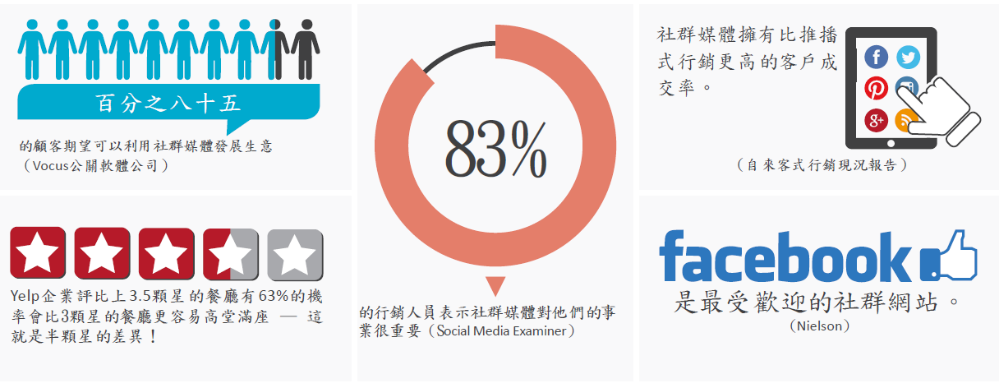 百分之八十五
的顧客期望可以利用社群媒體發展生意
（Vocus公關軟體公司）
Yelp企業評比上3.5顆星的餐廳有63%的機
率會比3顆星的餐廳更容易高堂滿座 — 這
就是半顆星的差異！
83%
的行銷人員表示社群媒體對他們的事
業很重要（Social Media Examiner）
社群媒體擁有比推播
式行銷更高的客戶成
交率。
f
g+
（自來客式行銷現況報告）
facebook
是最受歡迎的社群網站。
（Nielson）